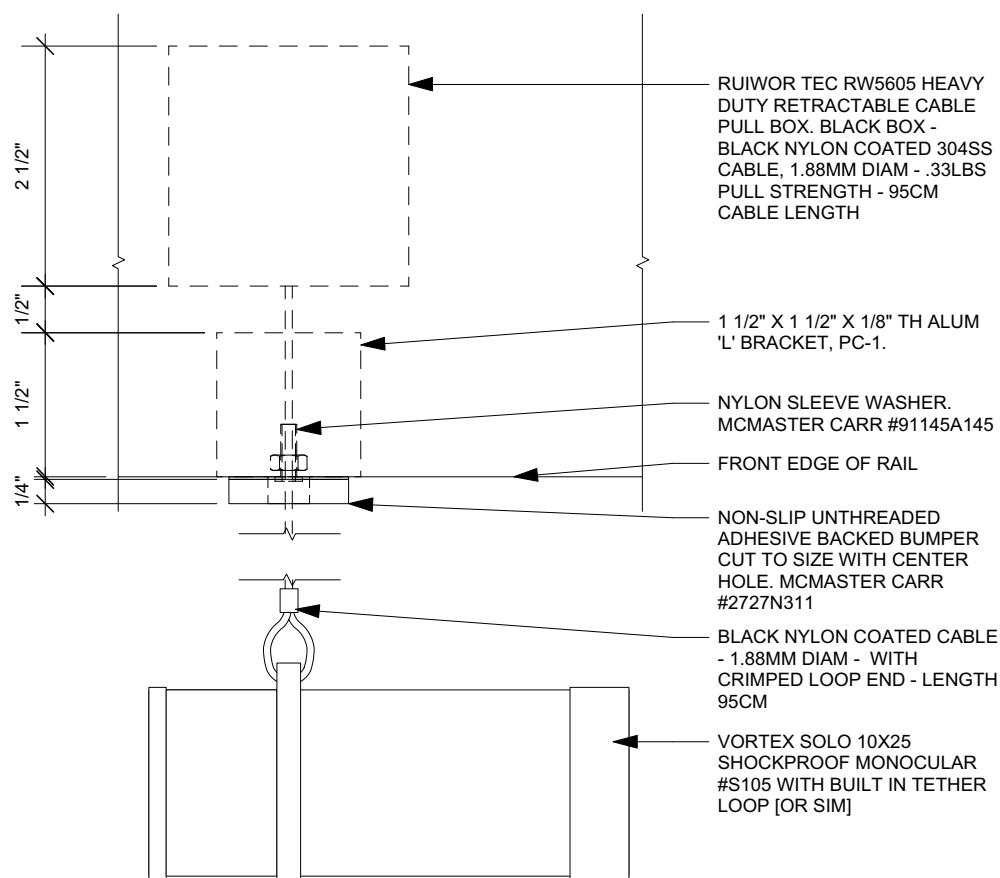 2 1/2"
1/2"
1 1/2"
1/4"
RUIWOR TEC RW5605 HEAVY
DUTY RETRACTABLE CABLE
PULL BOX. BLACK BOX -
BLACK NYLON COATED 304SS
CABLE, 1.88MM DIAM - .33LBS
PULL STRENGTH - 95CM
CABLE LENGTH
1 1/2" X 1 1/2" X 1/8" TH ALUM
'L' BRACKET, PC-1.
NYLON SLEEVE WASHER.
MCMASTER CARR #91145A145
FRONT EDGE OF RAIL
NON-SLIP UNTHREADED
ADHESIVE BACKED BUMPER
CUT TO SIZE WITH CENTER
HOLE. MCMASTER CARR
#2727N311
BLACK NYLON COATED CABLE
- 1.88MM DIAM - WITH
CRIMPED LOOP END - LENGTH
95CM
VORTEX SOLO 10X25
SHOCKPROOF MONOCULAR
#S105 WITH BUILT IN TETHER
LOOP [OR SIM]